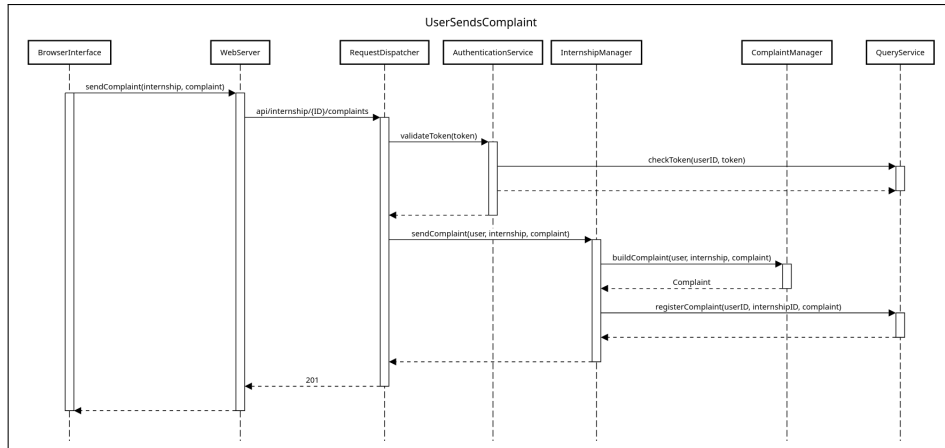 UserSendsComplaint
BrowserInterface
WebServer
RequestDispatcher
AuthenticationService
InternshipManager
ComplaintManager
QueryService
sendComplaint(internship, complaint)
api/internship/{ID}/complaints
validateToken(token)
checkToken(userID, token)
sendComplaint(user, internship, complaint)
buildComplaint(user, internship, complaint)
Complaint
registerComplaint(userID, internshipID, complaint)
201